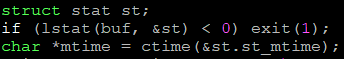 struct stat st;
if (lstat(buf, &st) < 0) exit(1);
char *mtime = ctime(&st.st_mtime);